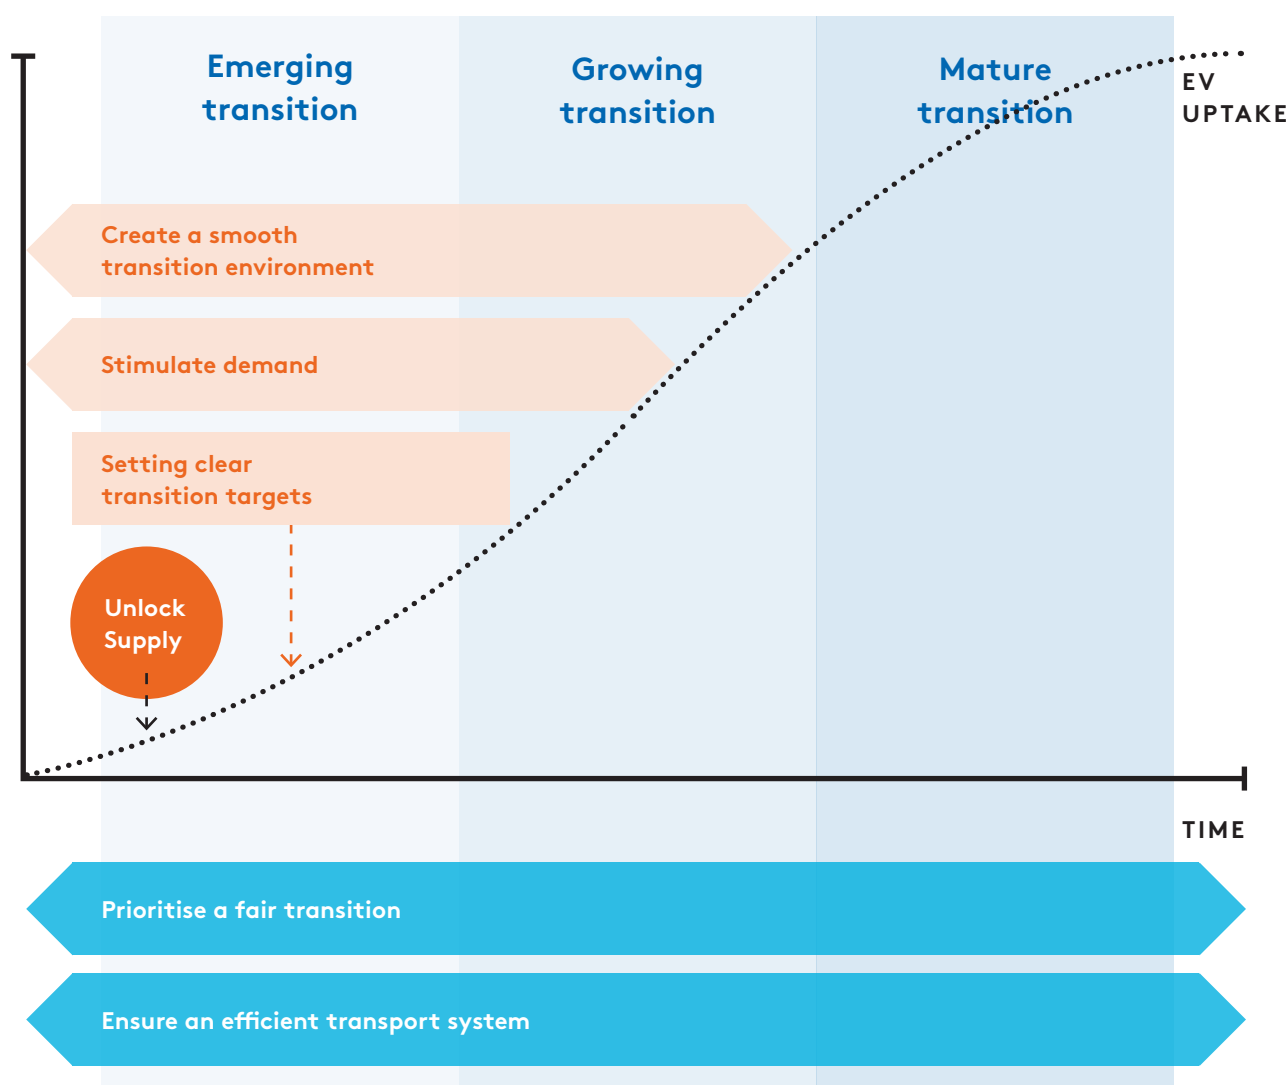 Emerging
transition
Growing
transition
Mature
transition
EV
UPTAKE
Create a smooth
transition environment
Stimulate demand
Setting clear
transition targets
Unlock
Supply
TIME
Prioritise a fair transition
Ensure an efficient transport system